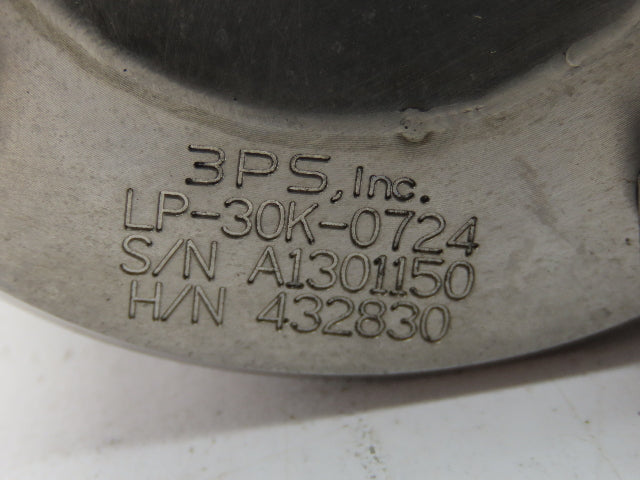 3PS, Inc.
LP-30K-0724
S/N A1301150
H/N 432830